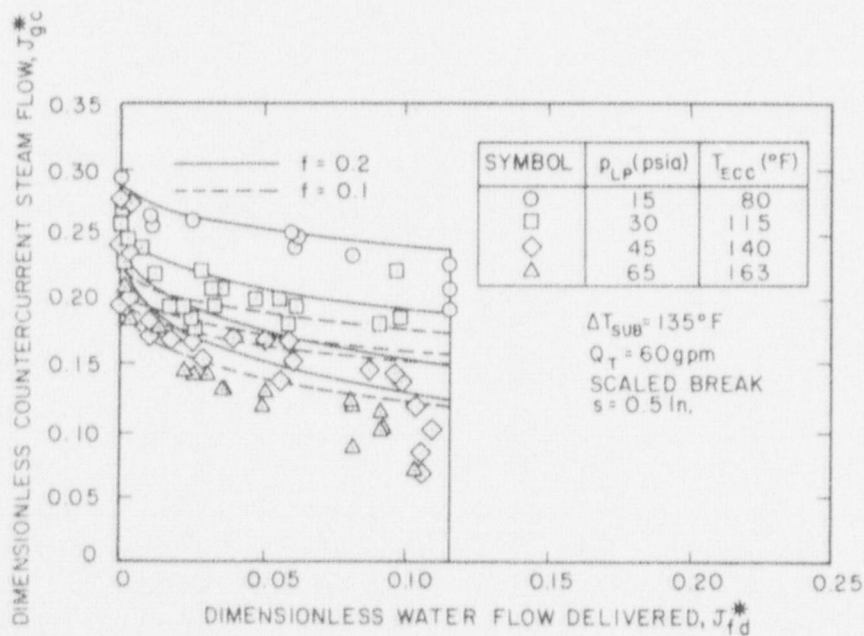 DIMENSIONLESS COUNTERCURRENT STEAM FLOW, J*gc
0.35
0.30
0.25
0.20
0.15
0.10
0.05
0
f = 0.2
f = 0.1
SYMBOL PLP (psia) TECC (°F)
○ 15 80
□ 30 115
◇ 45 140
△ 65 163
ΔTSUB = 135°F
QT = 60 gpm
SCALED BREAK
s = 0.5 In.
0 0.05 0.10 0.15 0.20 0.25
DIMENSIONLESS WATER FLOW DELIVERED, J*fd